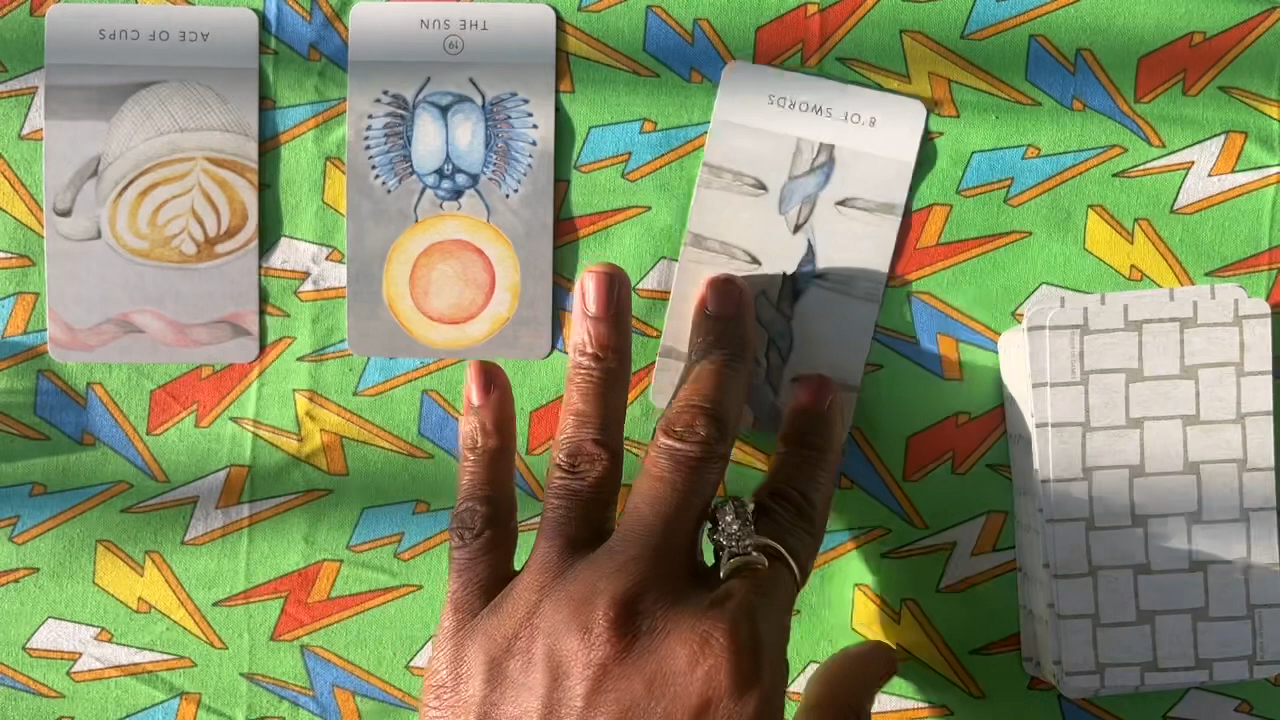 ACE OF CUPS
THE SUN
19
8 OF SWORDS